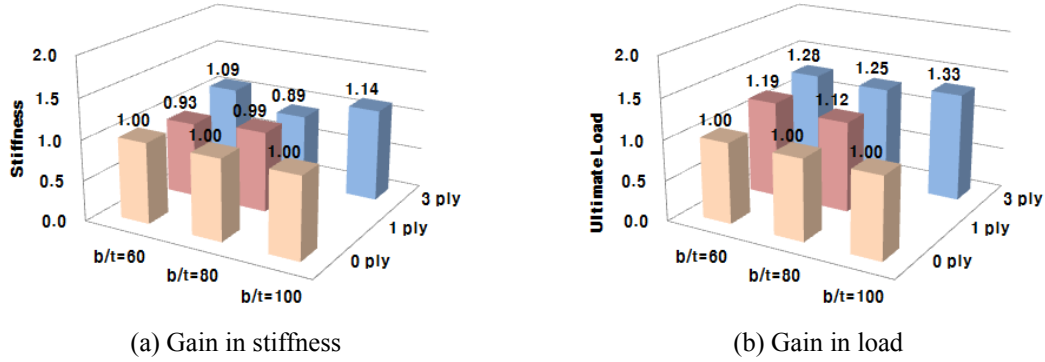 2.0
1.5
1.0
0.5
0.0
Stiffness
1.09
0.89
1.14
0.93
0.99
1.00
1.00
1.00
3 ply
1 ply
0 ply
b/t=60
b/t=80
b/t=100
(a) Gain in stiffness
2.0
1.5
1.0
0.5
0.0
Ultimate Load
1.28
1.25
1.33
1.19
1.12
1.00
1.00
1.00
3 ply
1 ply
0 ply
b/t=60
b/t=80
b/t=100
(b) Gain in load